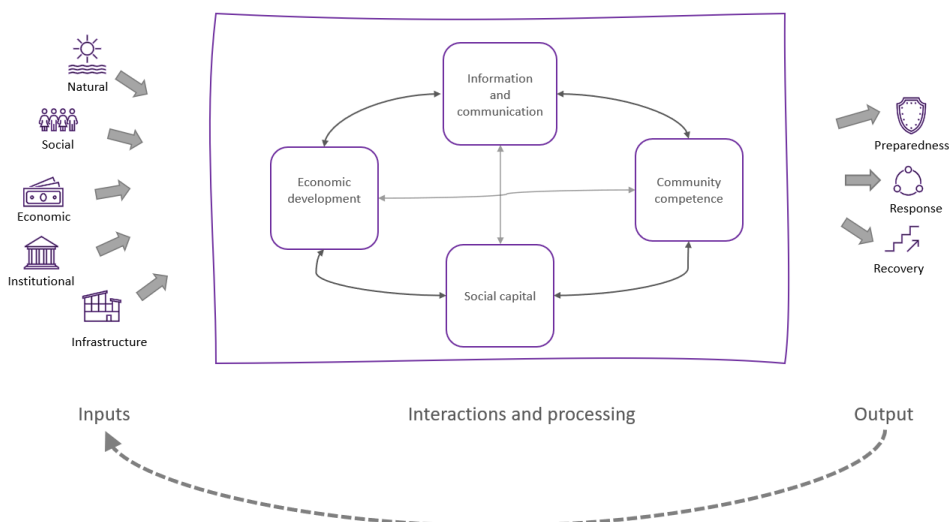 Natural
Social
Economic
Institutional
Infrastructure
Information
and
communication
Economic
development
Community
competence
Social capital
Preparedness
Response
Recovery
Inputs
Interactions and processing
Output